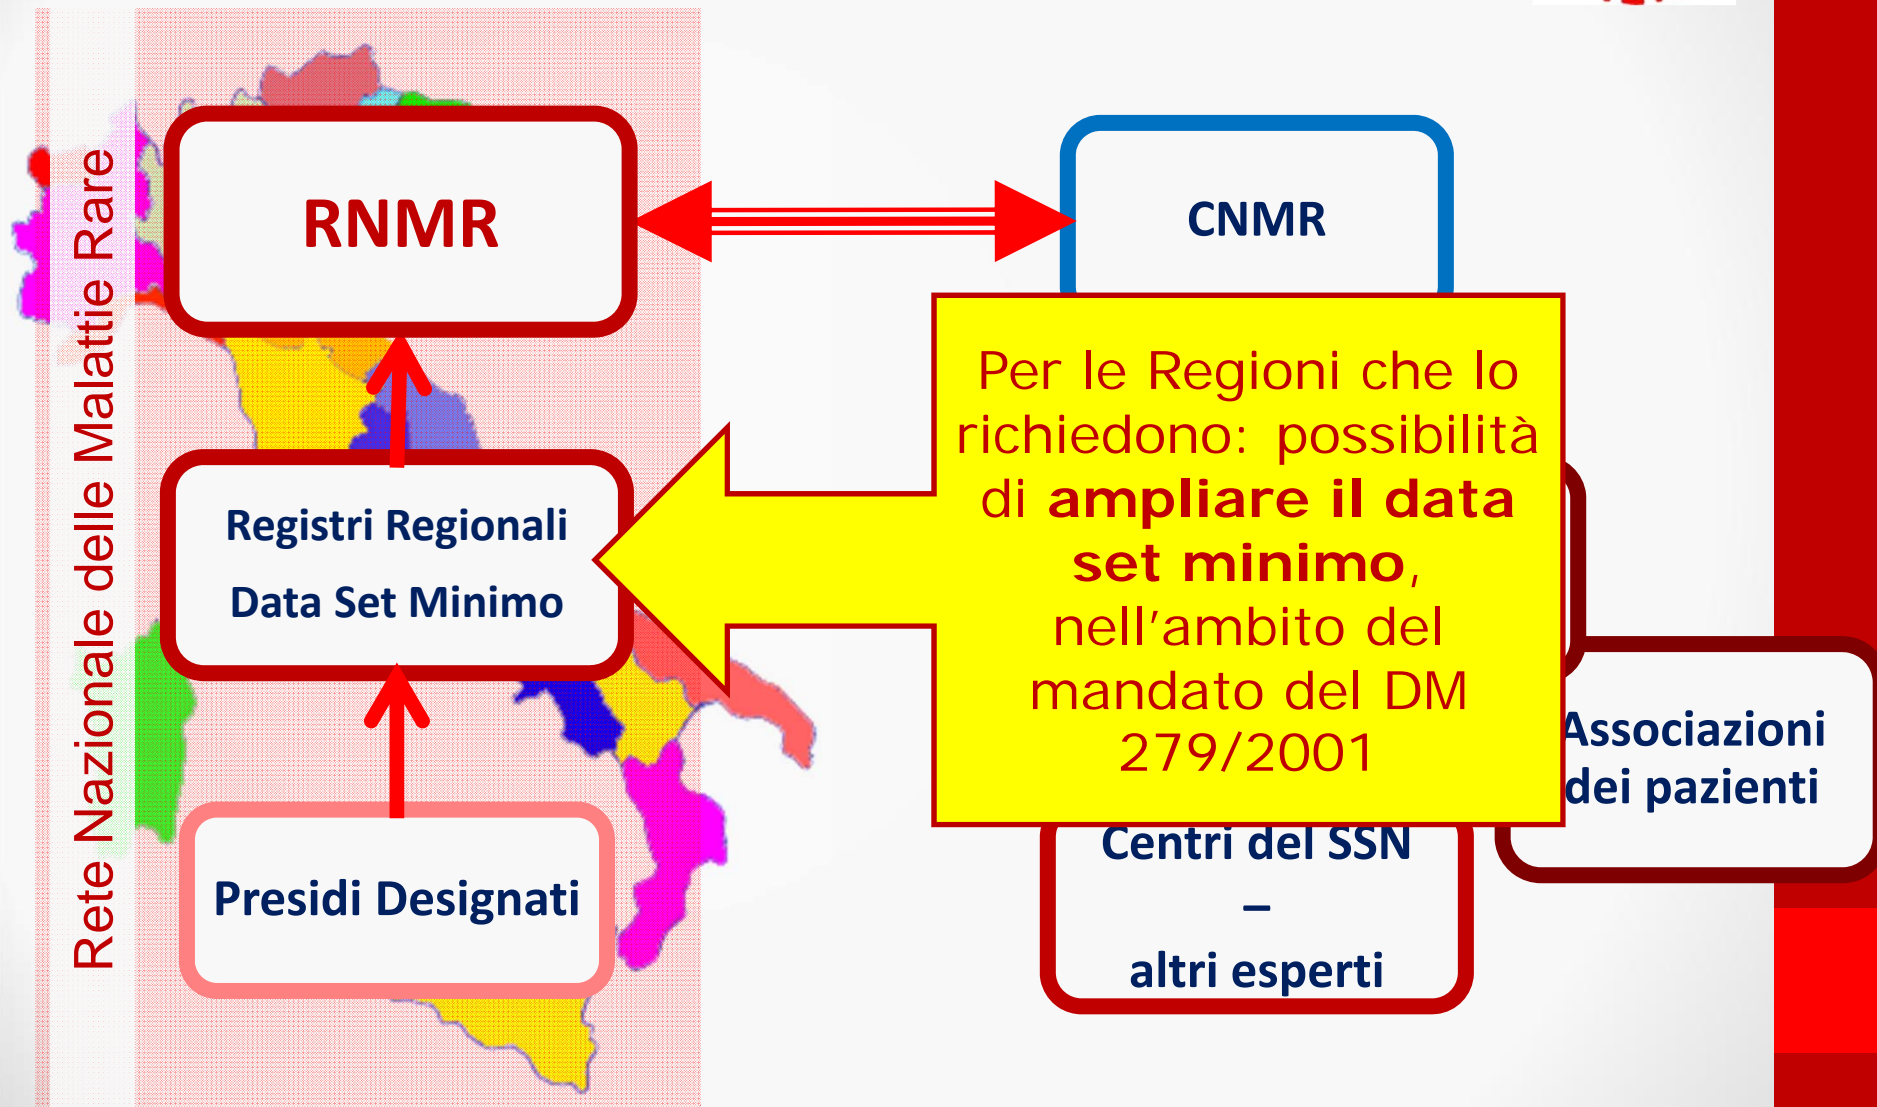 Rete Nazionale delle Malattie Rare
RNMR
CNMR
Registri Regionali
Data Set Minimo
Presidi Designati
Per le Regioni che lo
richiedono: possibilità
di ampliare il data
set minimo,
nell’ambito del
mandato del DM
279/2001
Associazioni
dei pazienti
Centri del SSN
–
altri esperti